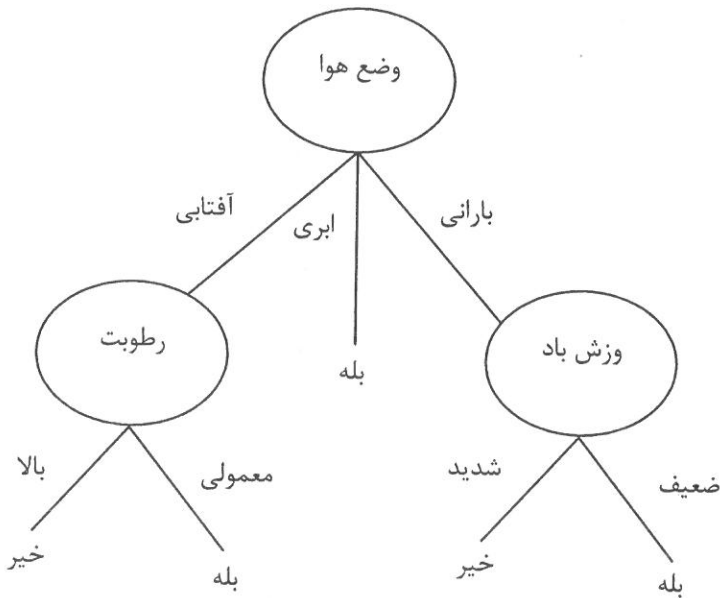 وضع هوا
آفتابی
ابری
بارانی
رطوبت
بله
وزش باد
بالا
معمولی
شدید
ضعیف
خیر
بله
خیر
بله